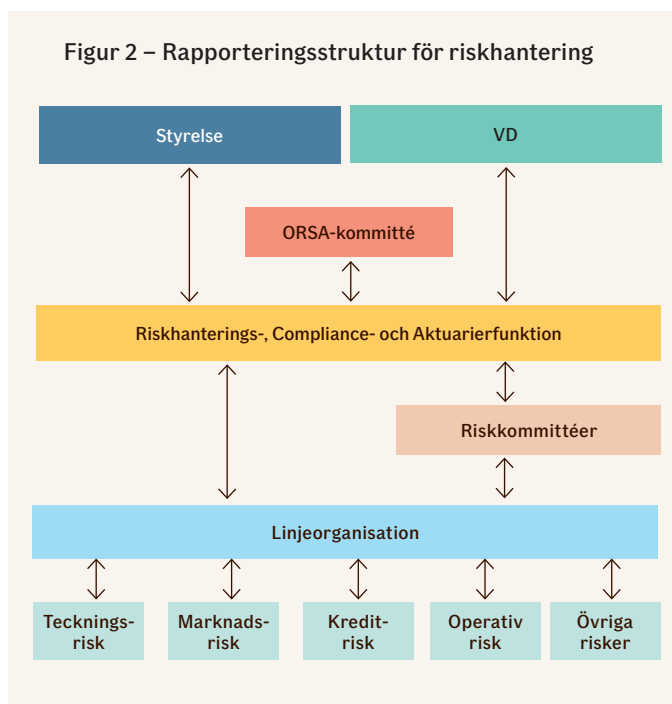 Figur 2 – Rapporteringsstruktur för riskhantering
Styrelse
VD
ORSA-kommitté
Riskhanterings-, Compliance- och Aktuarierfunktion
Riskkommittéer
Linjeorganisation
Tecknings-
risk
Marknads-
risk
Kredit-
risk
Operativ
risk
Övriga
risker